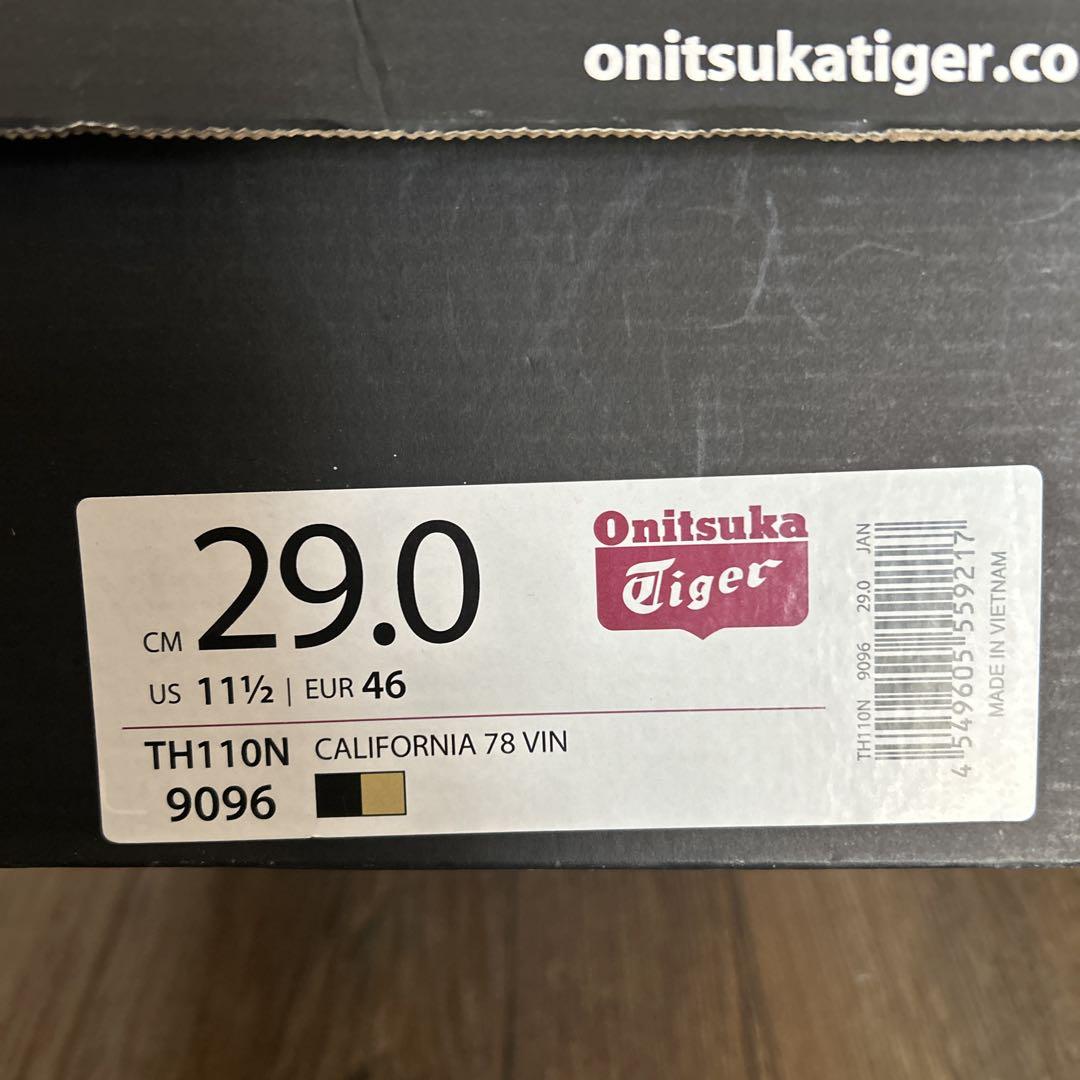 onitsukatiger.co
CM 29.0
US 11½ | EUR 46
TH110N CALIFORNIA 78 VIN
9096
Onitsuka
Tiger
TH110N 9096 29.0 JAN
4 549605 559217
MADE IN VIETNAM